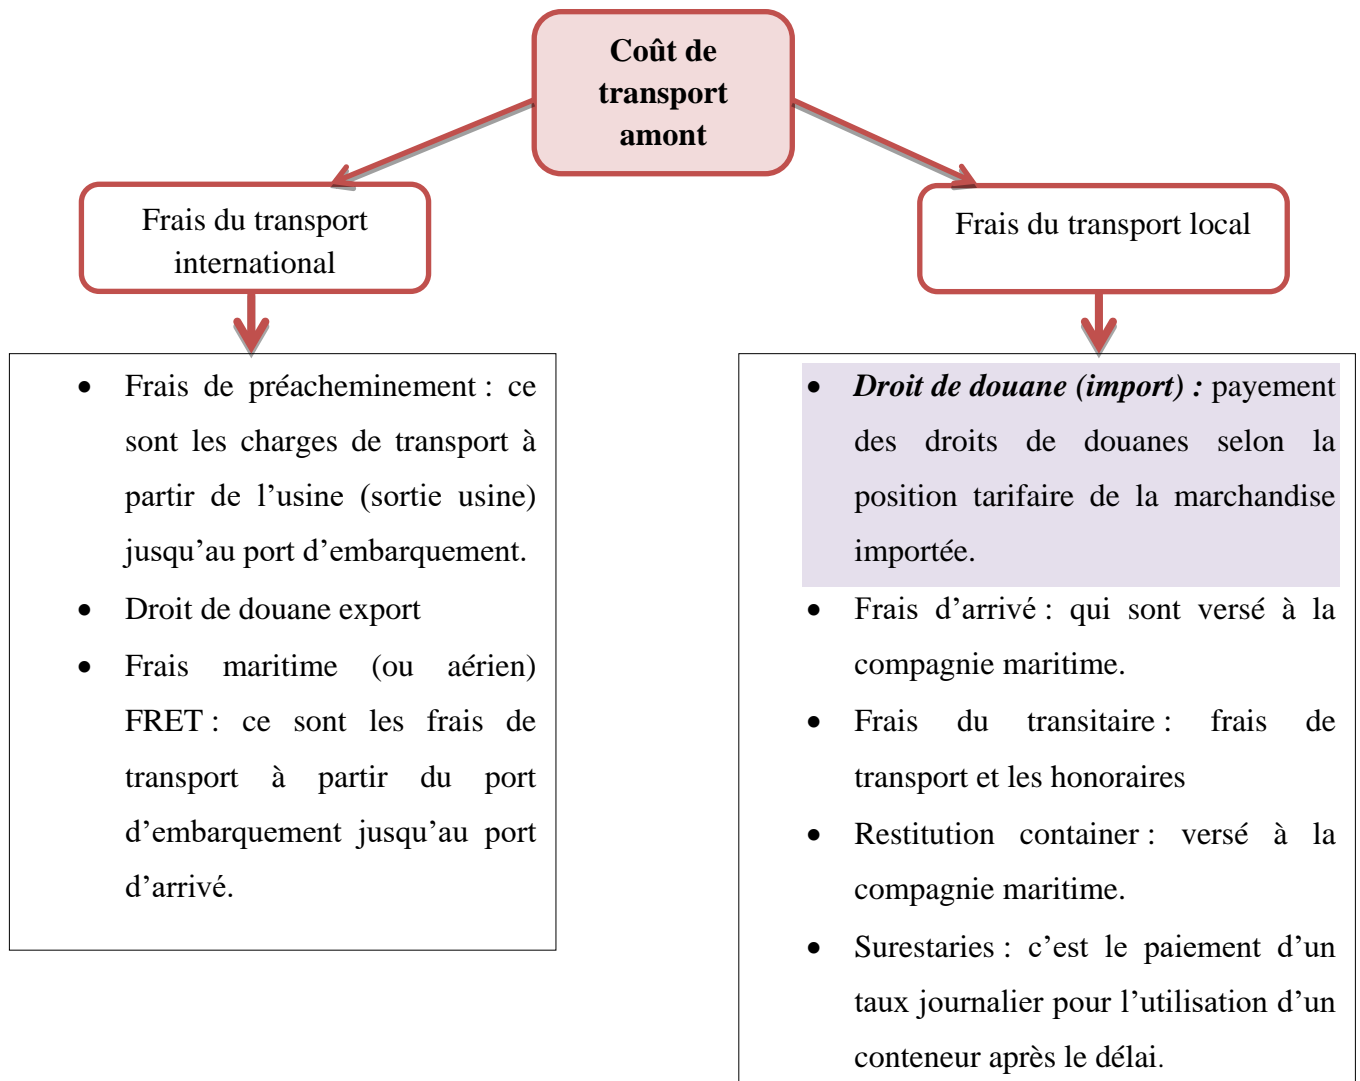 Coût de
transport
amont
Frais du transport
international
Frais du transport local
• Frais de préacheminement : ce
sont les charges de transport à
partir de l’usine (sortie usine)
jusqu’au port d’embarquement.
• Droit de douane export
• Frais maritime (ou aérien)
FRET : ce sont les frais de
transport à partir du port
d’embarquement jusqu’au port
d’arrivé.
• Droit de douane (import) : payement
des droits de douanes selon la
position tarifaire de la marchandise
importée.
• Frais d’arrivé : qui sont versé à la
compagnie maritime.
• Frais du transitaire : frais de
transport et les honoraires
• Restitution container : versé à la
compagnie maritime.
• Surestaries : c’est le paiement d’un
taux journalier pour l’utilisation d’un
conteneur après le délai.